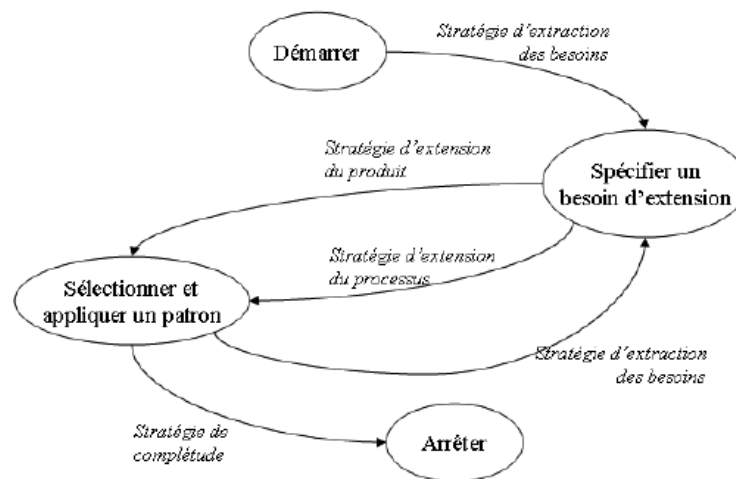 Stratégie d'extraction
des besoins
Démarrer
Stratégie d'extension
du produit
Spécifier un
besoin d'extension
Stratégie d'extension
du processus
Sélectionner et
appliquer un patron
Stratégie d'extraction
des besoins
Stratégie de
complétude
Arrêter